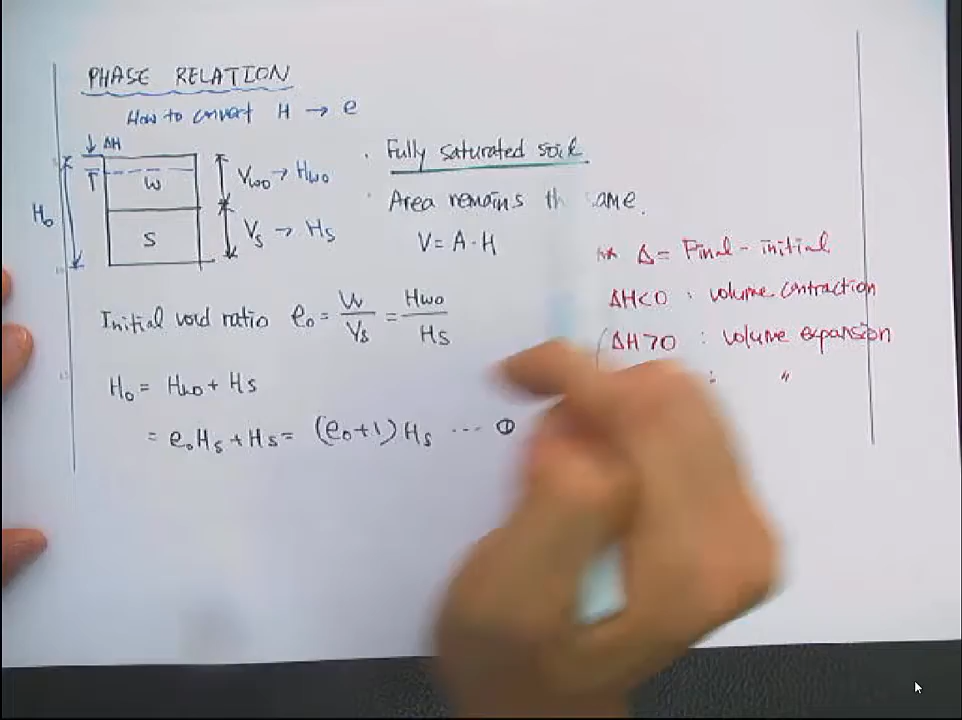 PHASE RELATION
How to convert H → e
ΔH
W
Vwo → Hwo
Ho
S
Vs → Hs
· Fully saturated soil
· Area remains th ame.
V = A · H
Δ = Final - initial
ΔH<0 : volume contraction
ΔH>0 : volume expansion
: "
Initial void ratio eo = Vv/Vs = Hwo/Hs
Ho = Hwo + Hs
= eoHs + Hs = (eo+1)Hs --- ①